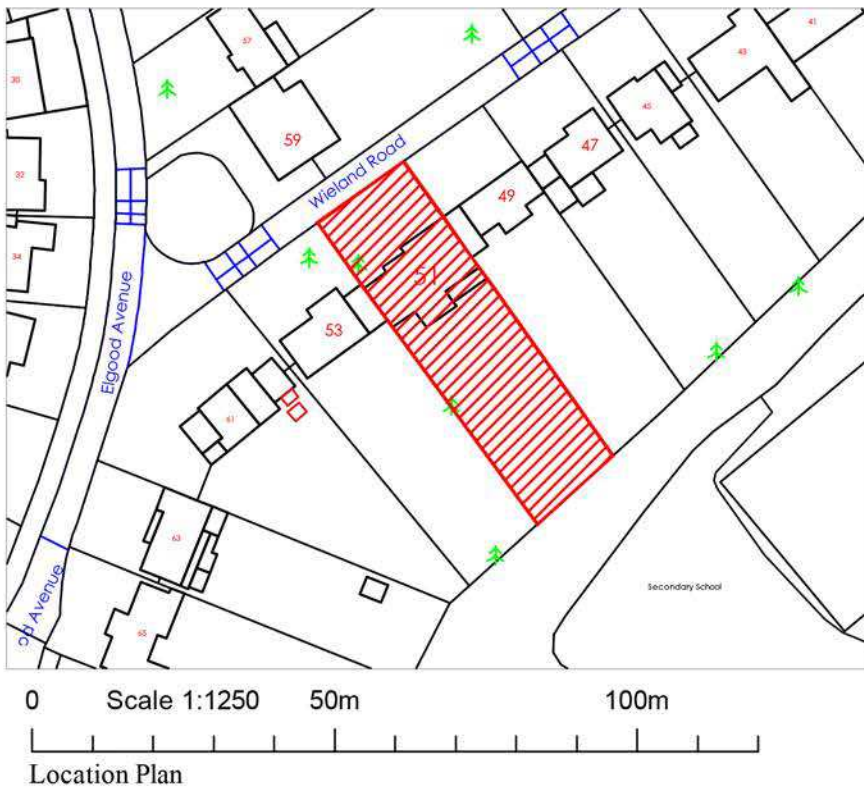 57
41
30
43
59
45
47
Wieland Road
32
49
34
51
53
Elgood Avenue
61
63
Secondary School
od Avenue
65
0 Scale 1:1250 50m 100m
Location Plan